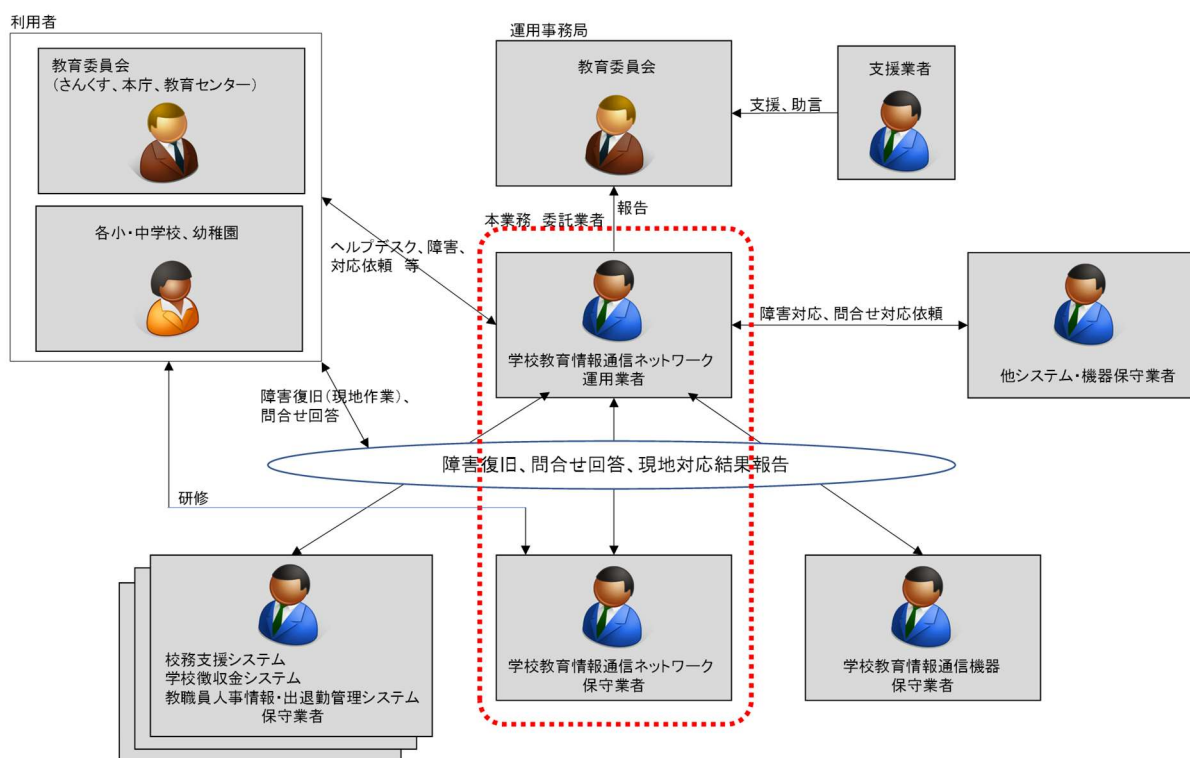 利用者
教育委員会
(さんくす、本庁、教育センター)
各小・中学校、幼稚園
運用事務局
教育委員会
支援業者
支援、助言
報告
本業務 委託業者
ヘルプデスク、障害、
対応依頼 等
学校教育情報通信ネットワーク
運用業者
障害対応、問合せ対応依頼
他システム・機器保守業者
障害復旧(現地作業)、
問合せ回答
障害復旧、問合せ回答、現地対応結果報告
研修
校務支援システム
学校徴収金システム
教職員人事情報・出退勤管理システム
保守業者
学校教育情報通信ネットワーク
保守業者
学校教育情報通信機器
保守業者